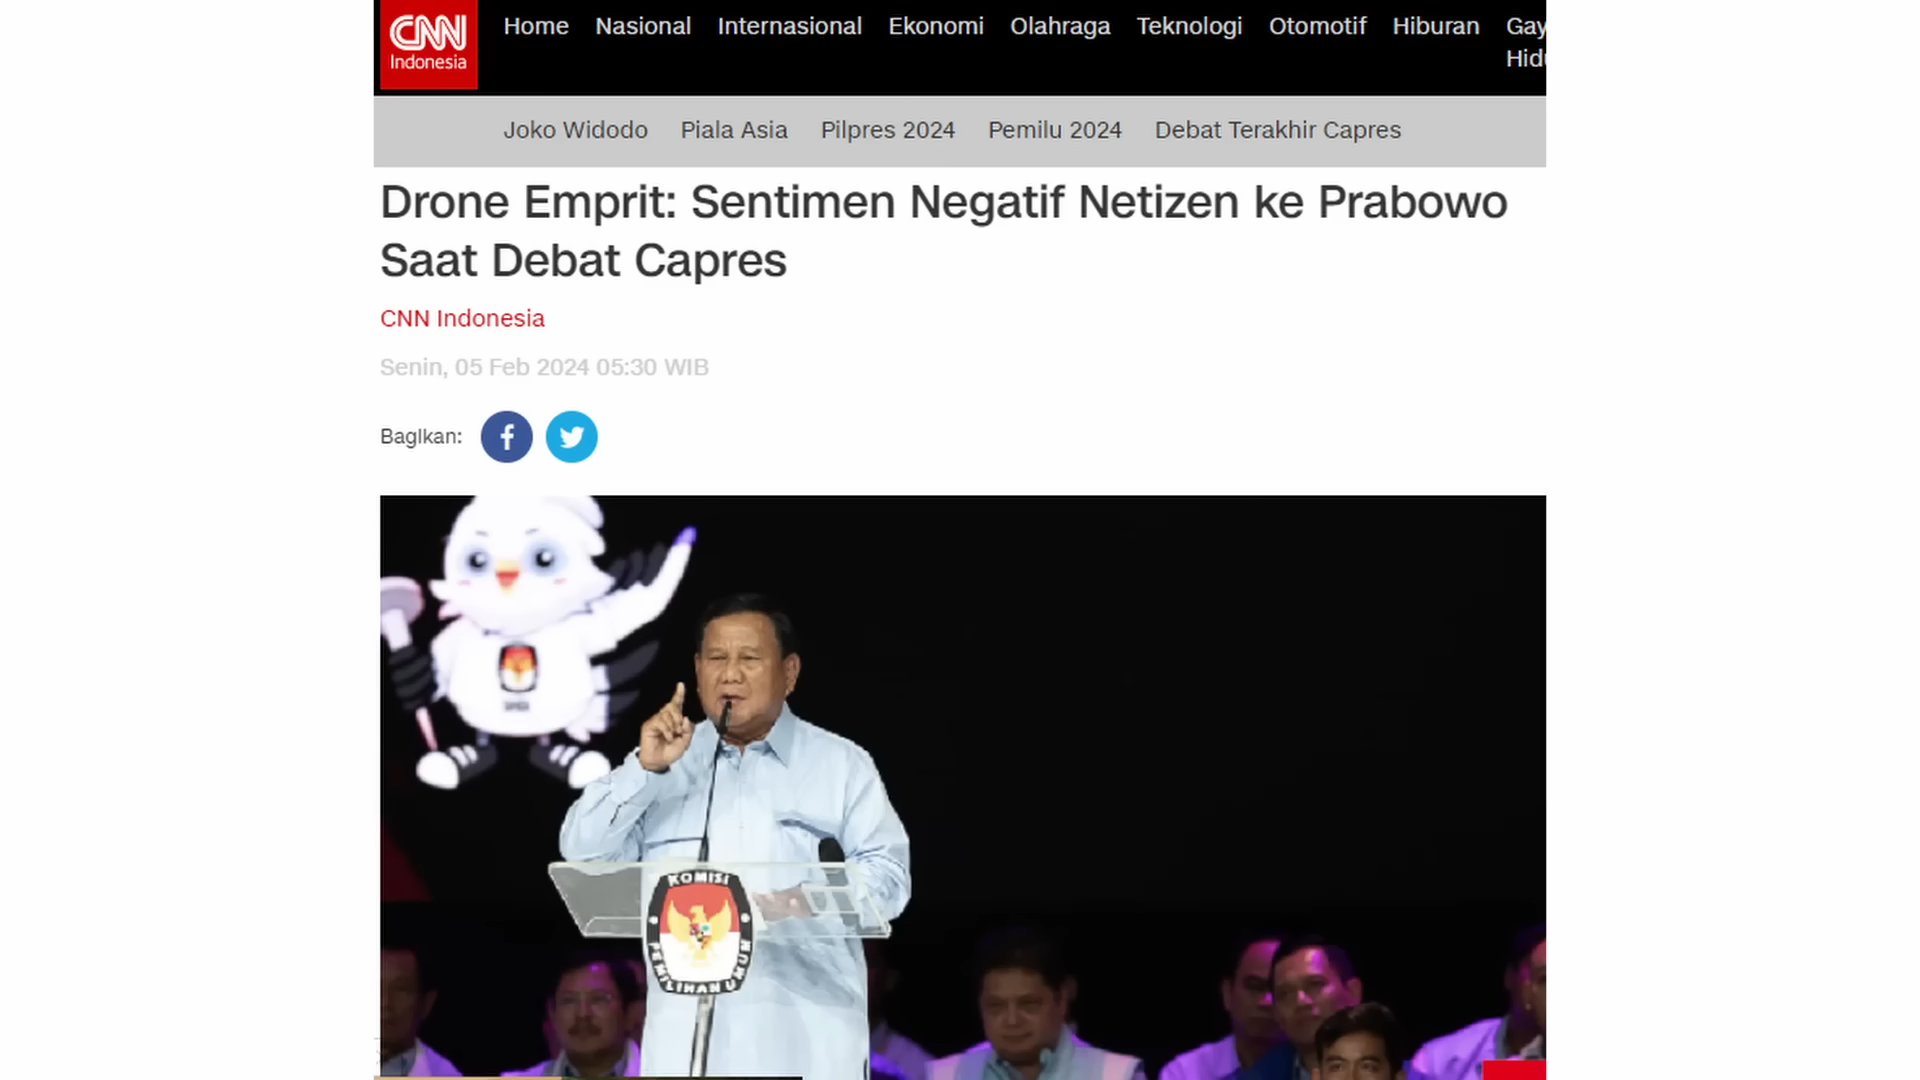 CNN
Indonesia
Home Nasional Internasional Ekonomi Olahraga Teknologi Otomotif Hiburan Gay
Hidu
Joko Widodo Piala Asia Pilpres 2024 Pemilu 2024 Debat Terakhir Capres
Drone Emprit: Sentimen Negatif Netizen ke Prabowo
Saat Debat Capres
CNN Indonesia
Senin, 05 Feb 2024 05:30 WIB
Bagikan:
KOMISI
PEMILIHAN UMUM